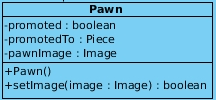 Pawn
-promoted : boolean
-promotedTo : Piece
-pawnImage : Image
+Pawn()
+setImage(image : Image) : boolean